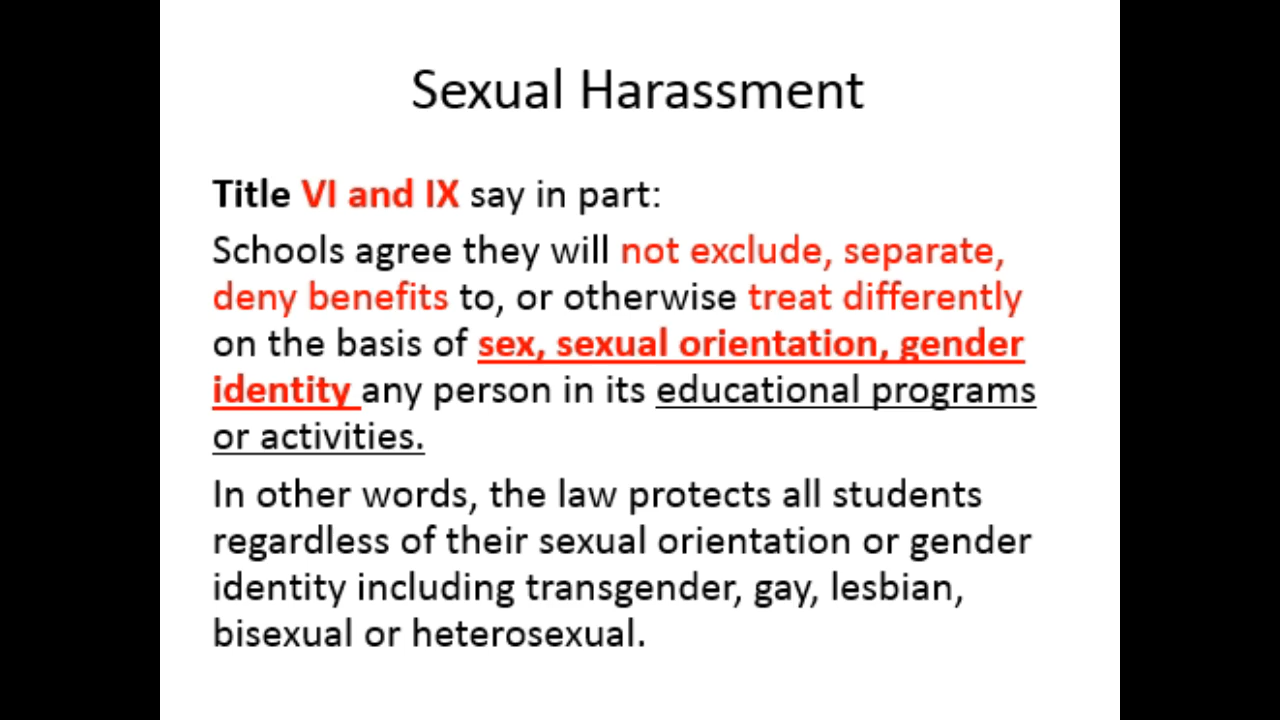 Sexual Harassment
Title VI and IX say in part:
Schools agree they will not exclude, separate,
deny benefits to, or otherwise treat differently
on the basis of sex, sexual orientation, gender
identity any person in its educational programs
or activities.
In other words, the law protects all students
regardless of their sexual orientation or gender
identity including transgender, gay, lesbian,
bisexual or heterosexual.